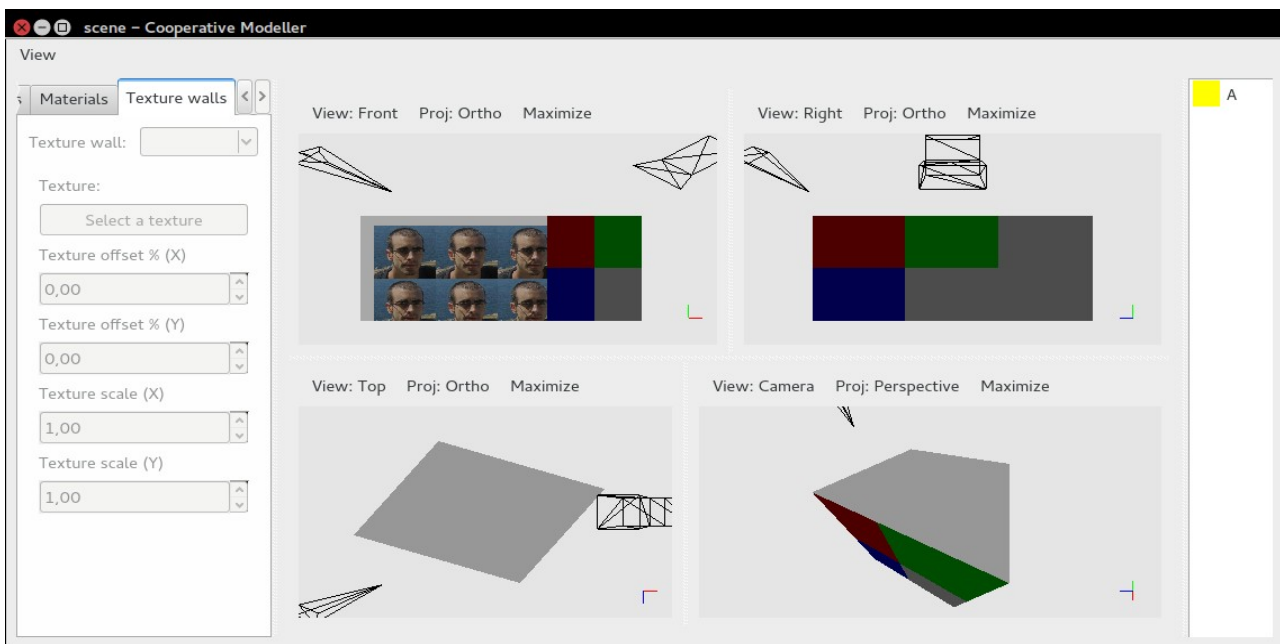 scene – Cooperative Modeller
View
Materials Texture walls < >
Texture wall:
Texture:
Select a texture
Texture offset % (X)
0,00
Texture offset % (Y)
0,00
Texture scale (X)
1,00
Texture scale (Y)
1,00
View: Front Proj: Ortho Maximize
View: Right Proj: Ortho Maximize
View: Top Proj: Ortho Maximize
View: Camera Proj: Perspective Maximize
A